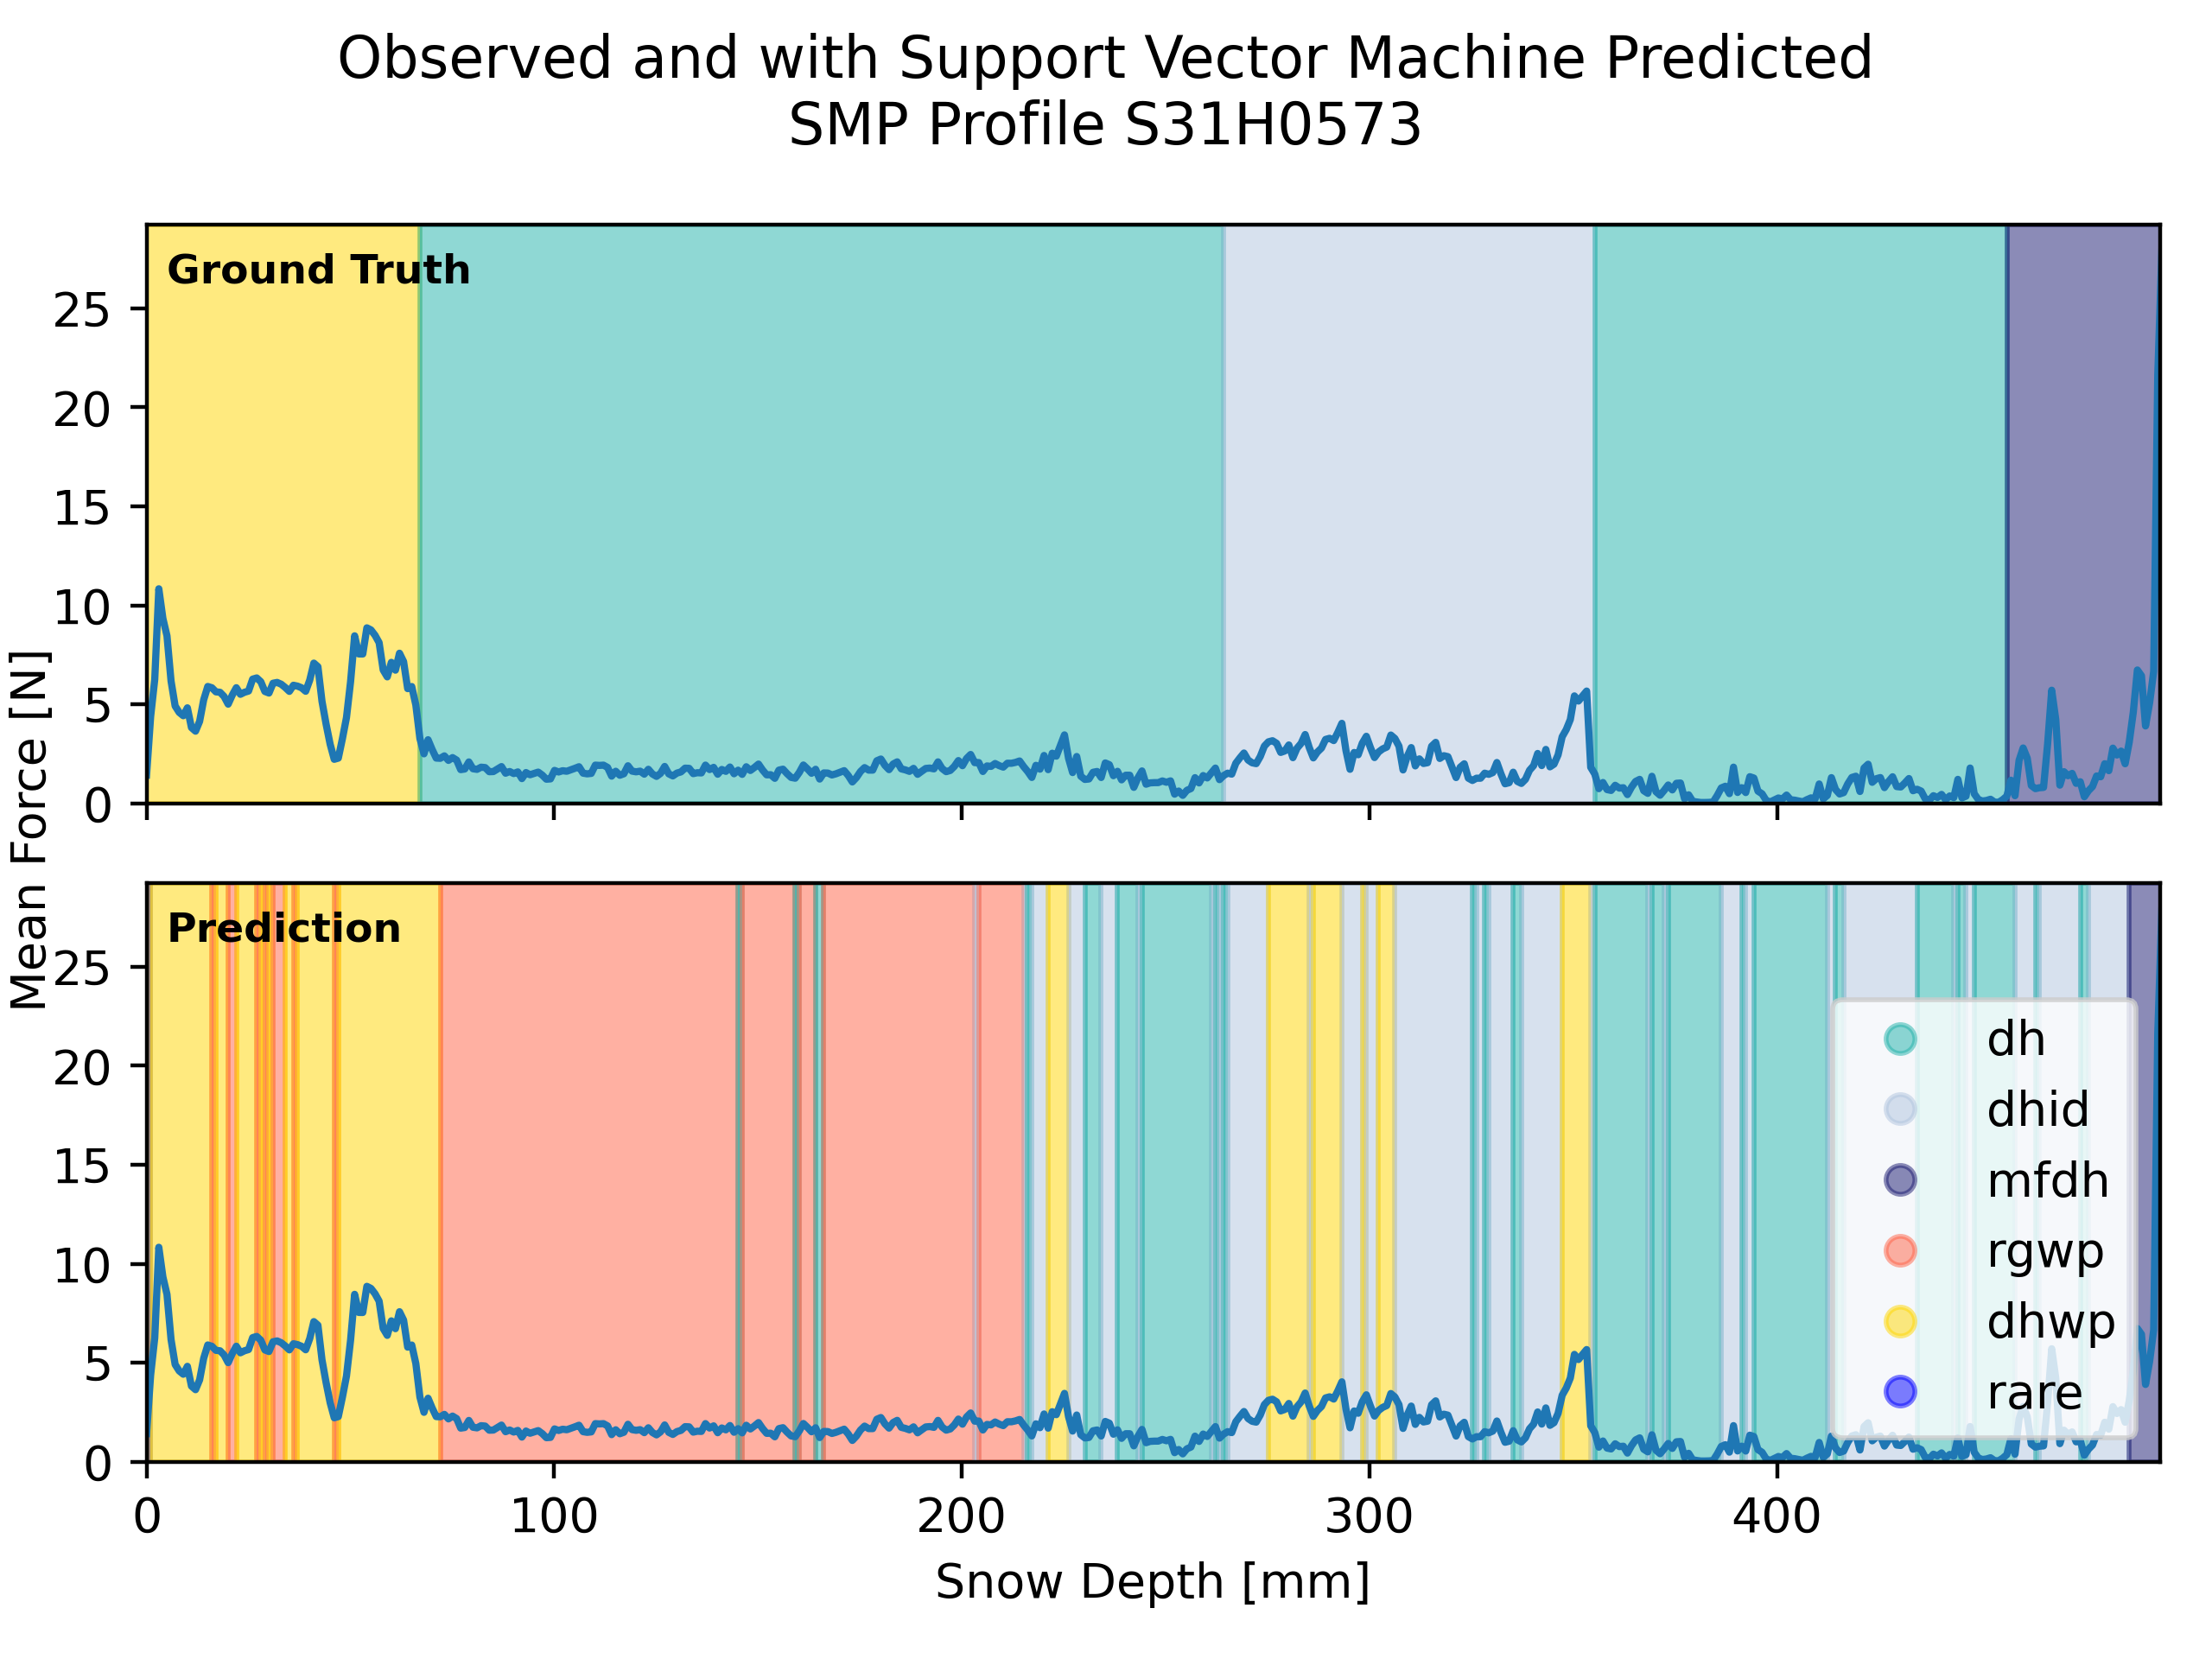 Observed and with Support Vector Machine Predicted
SMP Profile S31H0573
Ground Truth
25
20
15
10
5
0
Mean Force [N]
Prediction
25
20
15
10
5
0
dh
dhid
mfdh
rgwp
dhwp
rare
0 100 200 300 400
Snow Depth [mm]